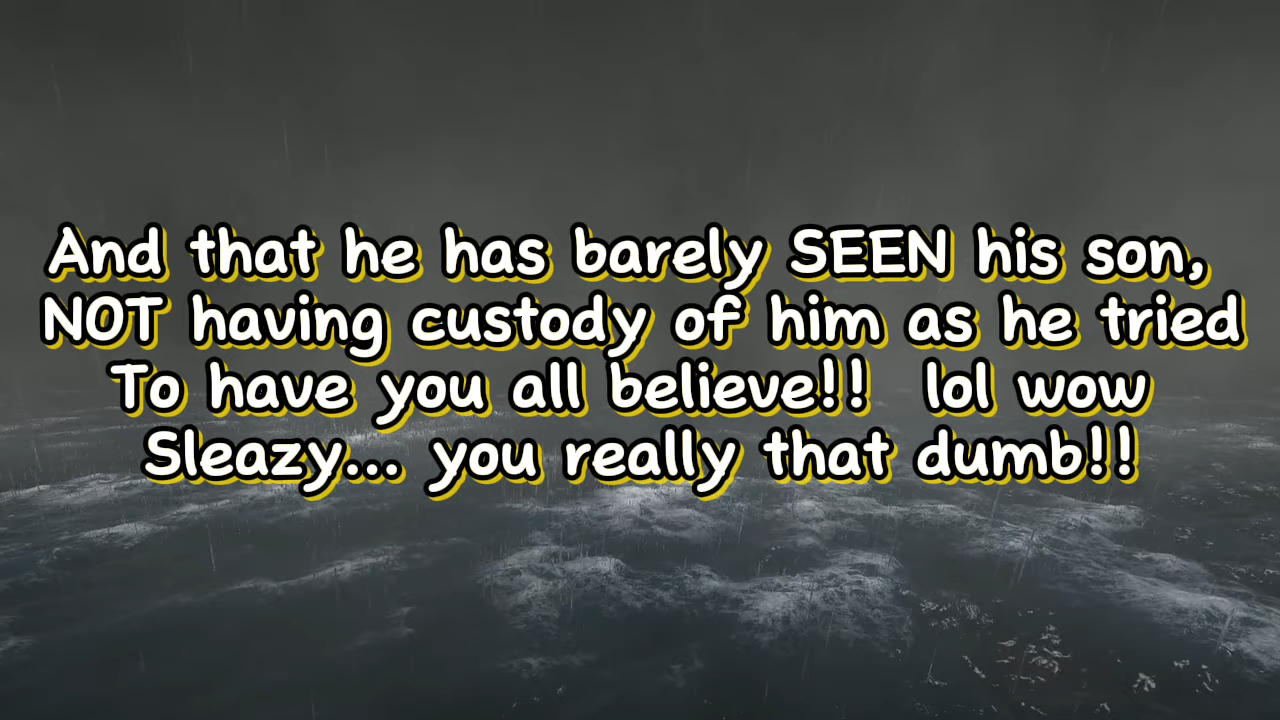 And that he has barely SEEN his son,
NOT having custody of him as he tried
To have you all believe!! lol wow
Sleazy... you really that dumb!!